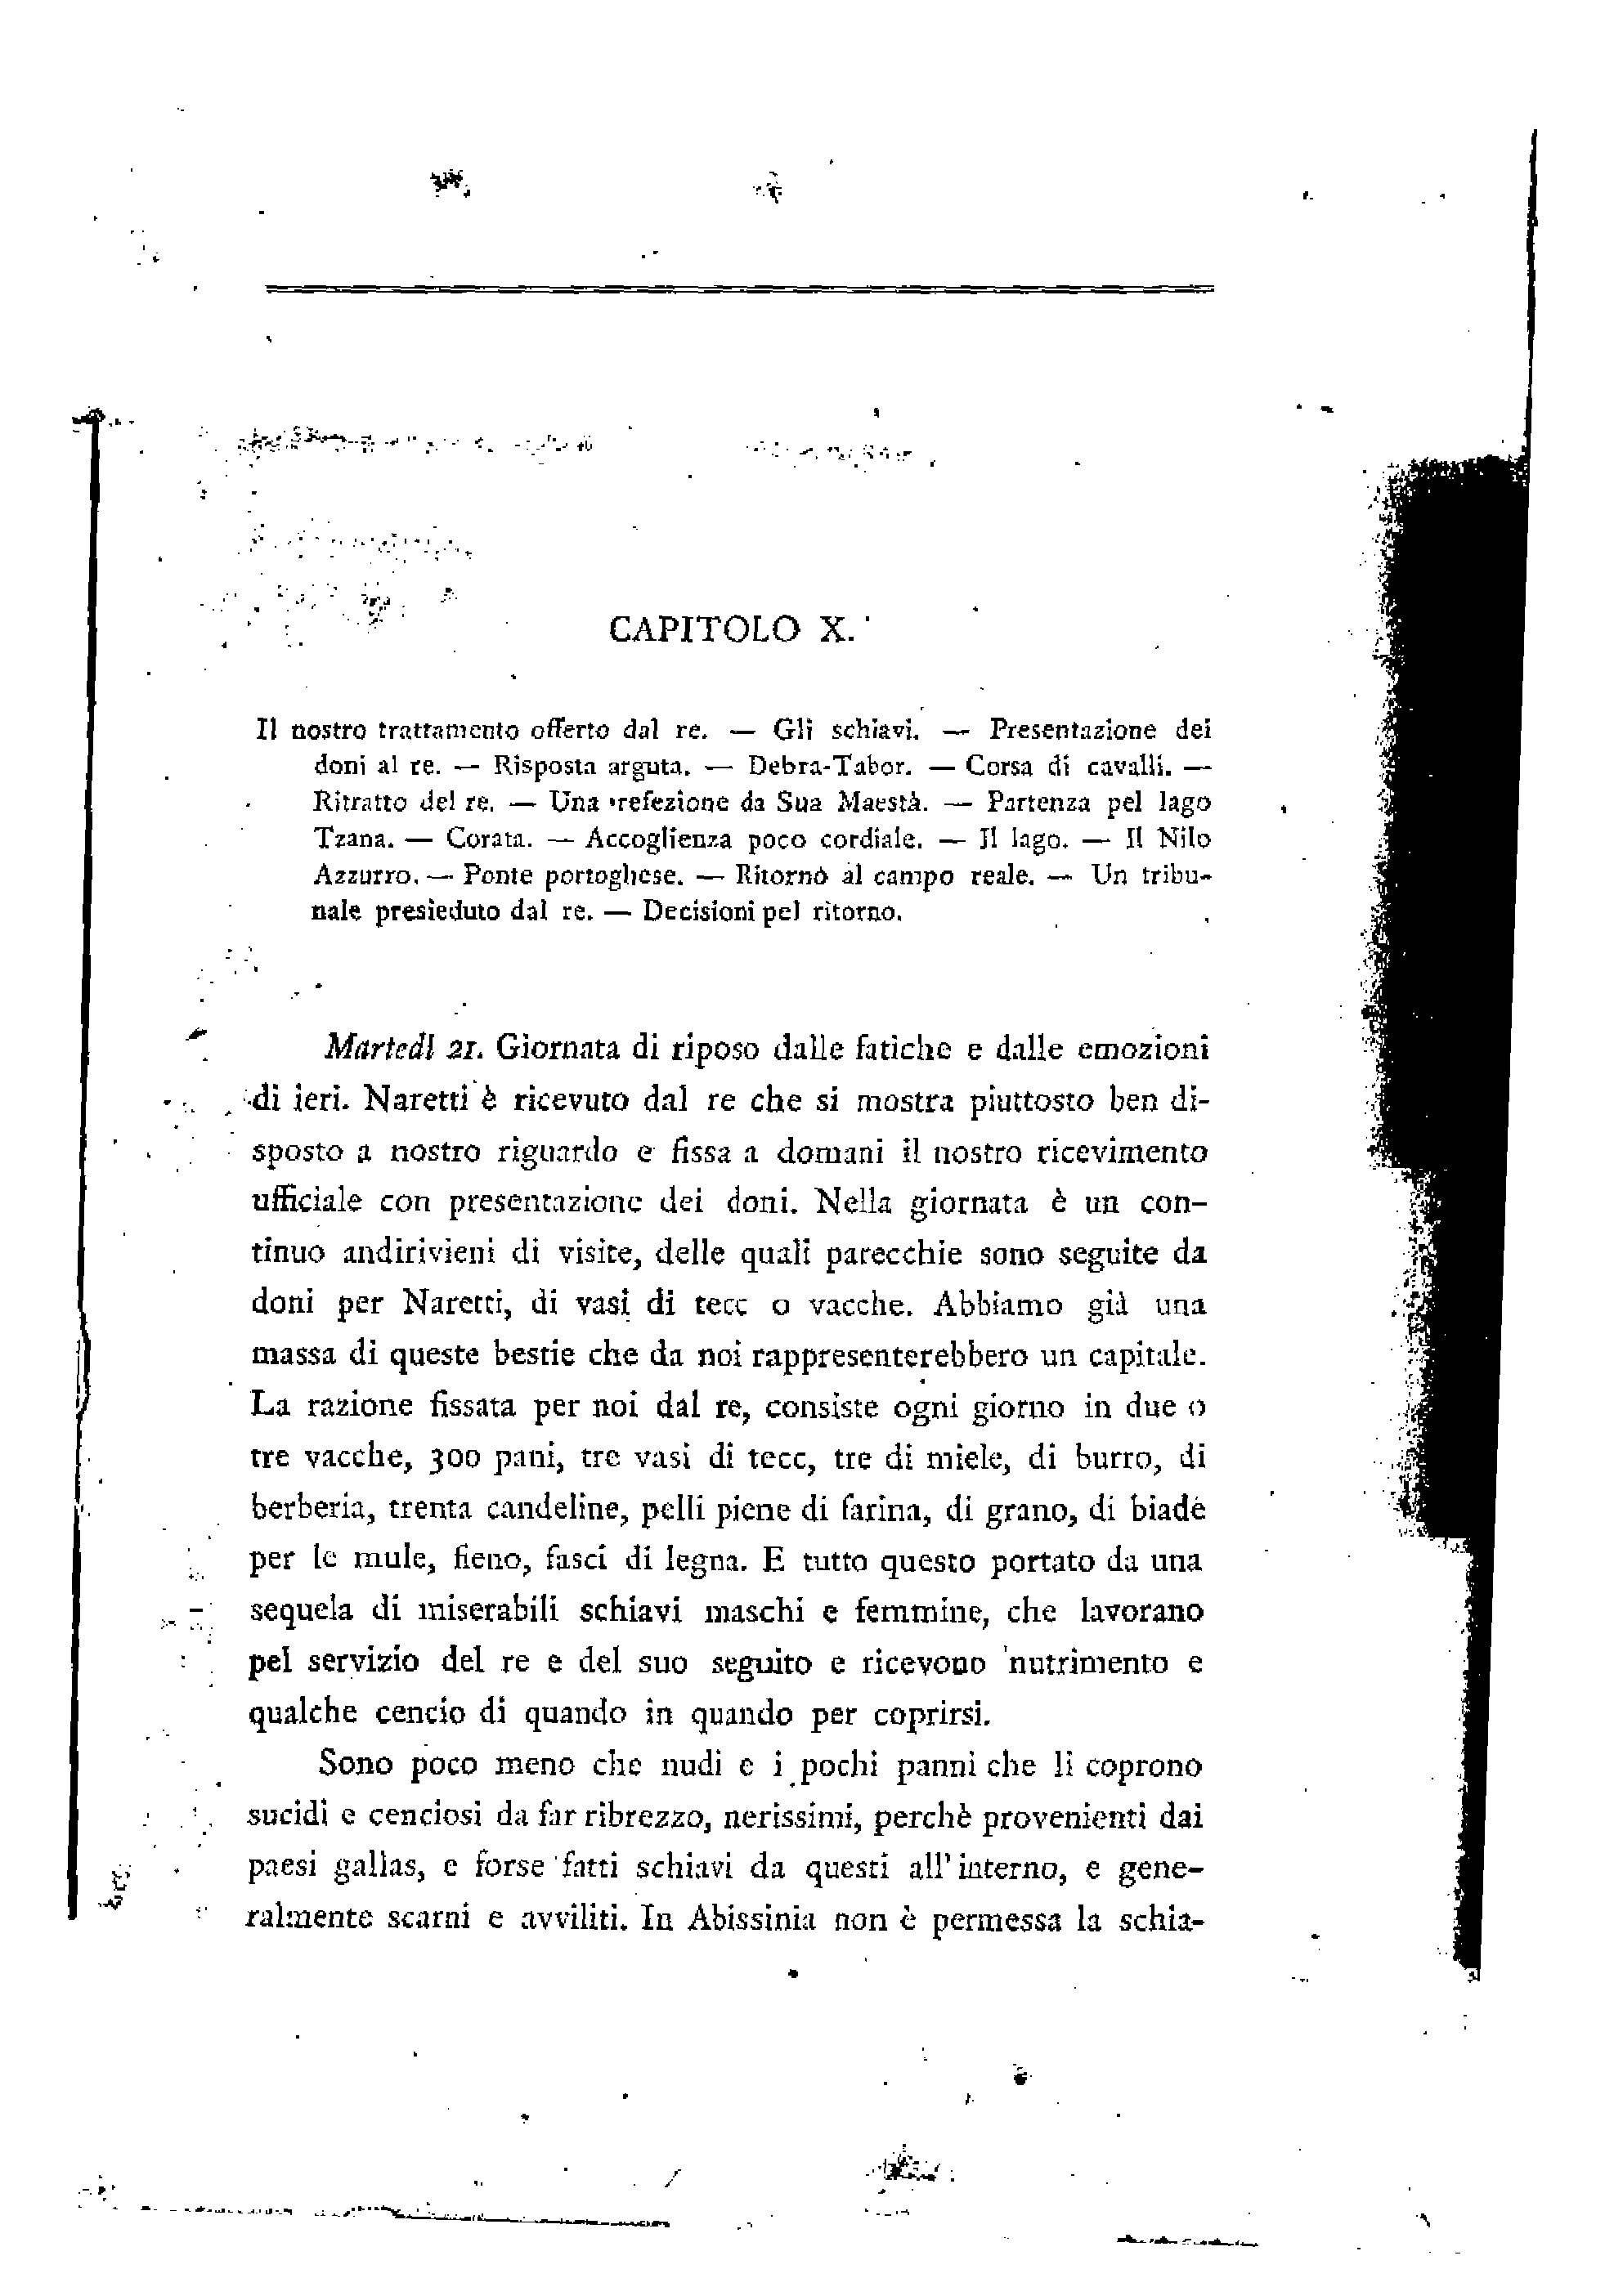 CAPITOLO X.
Il nostro trattamento offerto dal re. — Gli schiavi. — Presentazione dei
doni al re. — Risposta arguta. — Debra-Tabor. — Corsa di cavalli. —
Ritratto del re. — Una refezione da Sua Maestà. — Partenza pel lago
Tzana. — Corata. — Accoglienza poco cordiale. — Il lago. — Il Nilo
Azzurro. — Ponte portoghese. — Ritornò al campo reale. — Un tribu-
nale presieduto dal re. — Decisioni pel ritorno.
Martedì 21. Giornata di riposo dalle fatiche e dalle emozioni
di ieri. Naretti è ricevuto dal re che si mostra piuttosto ben di-
sposto a nostro riguardo e fissa a domani il nostro ricevimento
ufficiale con presentazione dei doni. Nella giornata è un con-
tinuo andirivieni di visite, delle quali parecchie sono seguite da
doni per Naretti, di vasi di tecc o vacche. Abbiamo già una
massa di queste bestie che da noi rappresenterebbero un capitale.
La razione fissata per noi dal re, consiste ogni giorno in due o
tre vacche, 300 pani, tre vasi di tecc, tre di miele, di burro, di
berberia, trenta candeline, pelli piene di farina, di grano, di biade
per le mule, fieno, fasci di legna. E tutto questo portato da una
sequela di miserabili schiavi maschi e femmine, che lavorano
pel servizio del re e del suo seguito e ricevono nutrimento e
qualche cencio di quando in quando per coprirsi.
Sono poco meno che nudi e i pochi panni che li coprono
sucidi e cenciosi da far ribrezzo, nerissimi, perchè provenienti dai
paesi gallas, e forse fatti schiavi da questi all' interno, e gene-
ralmente scarni e avviliti. In Abissinia non è permessa la schia-